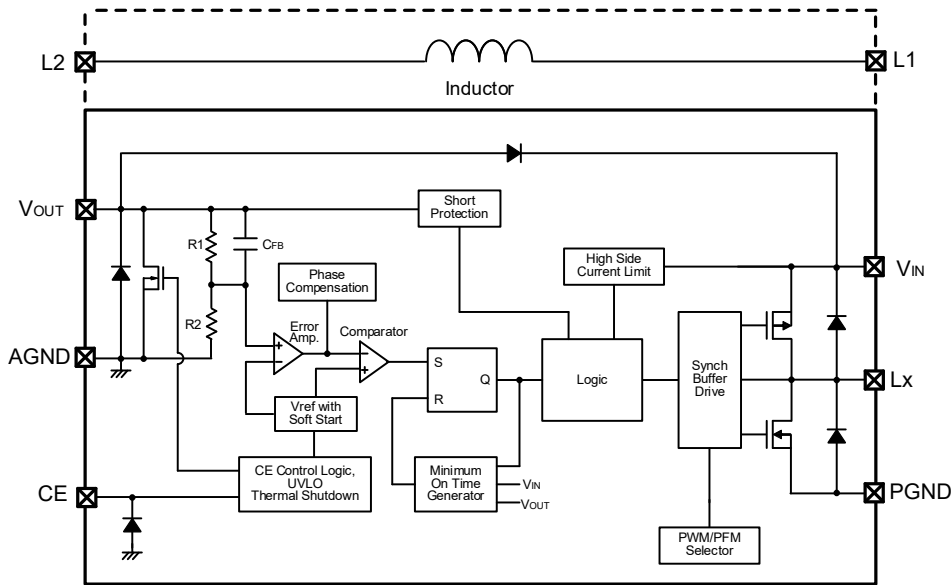 L2
L1
Inductor
VOUT
Short
Protection
R1
CFB
High Side
Current Limit
VIN
Phase
Compensation
R2
Error
Amp.
Comparator
AGND
S
Q
R
Logic
Synch
Buffer
Drive
Lx
Vref with
Soft Start
CE Control Logic,
UVLO
Thermal Shutdown
Minimum
On Time
Generator
VIN
VOUT
CE
PGND
PWM/PFM
Selector